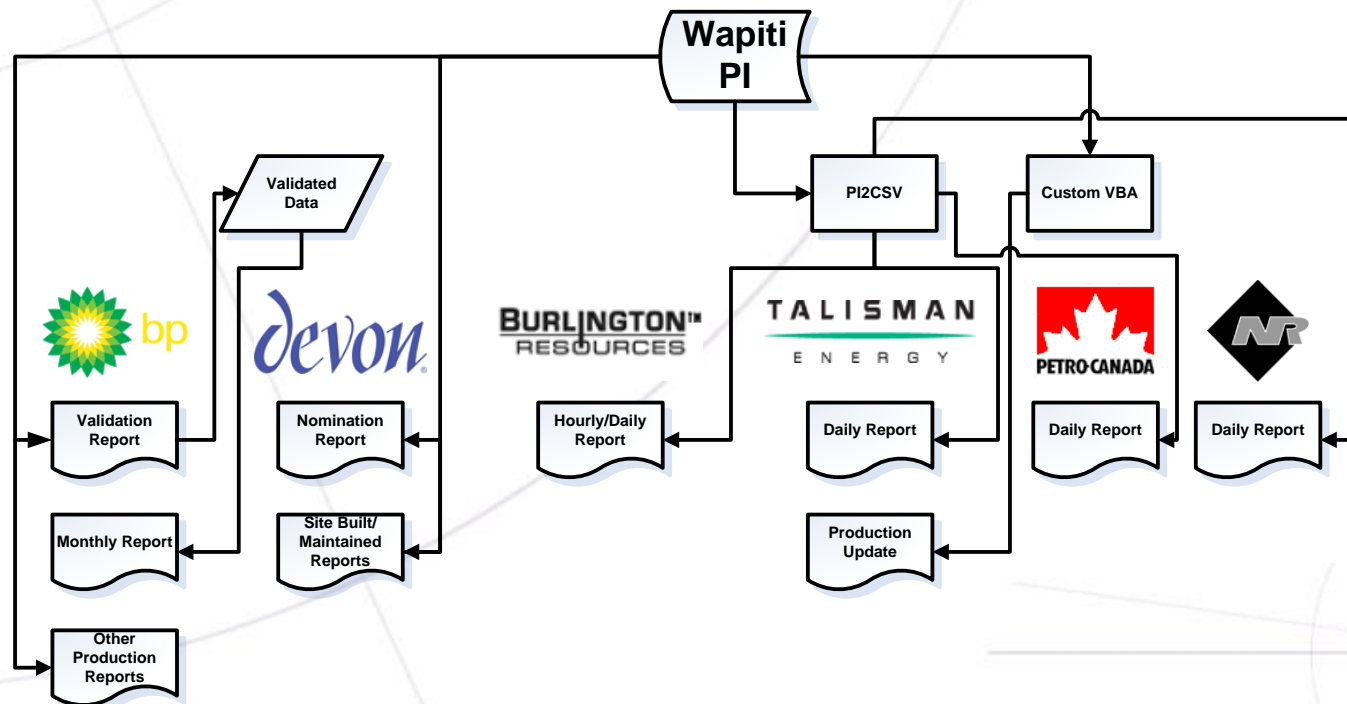 Wapiti
PI
Validated
Data
PI2CSV
Custom VBA
bp
devon
BURLINGTON™
RESOURCES
TALISMAN
ENERGY
PETRO-CANADA
NR
Validation
Report
Nomination
Report
Hourly/Daily
Report
Daily Report
Daily Report
Daily Report
Monthly Report
Site Built/
Maintained
Reports
Production
Update
Other
Production
Reports